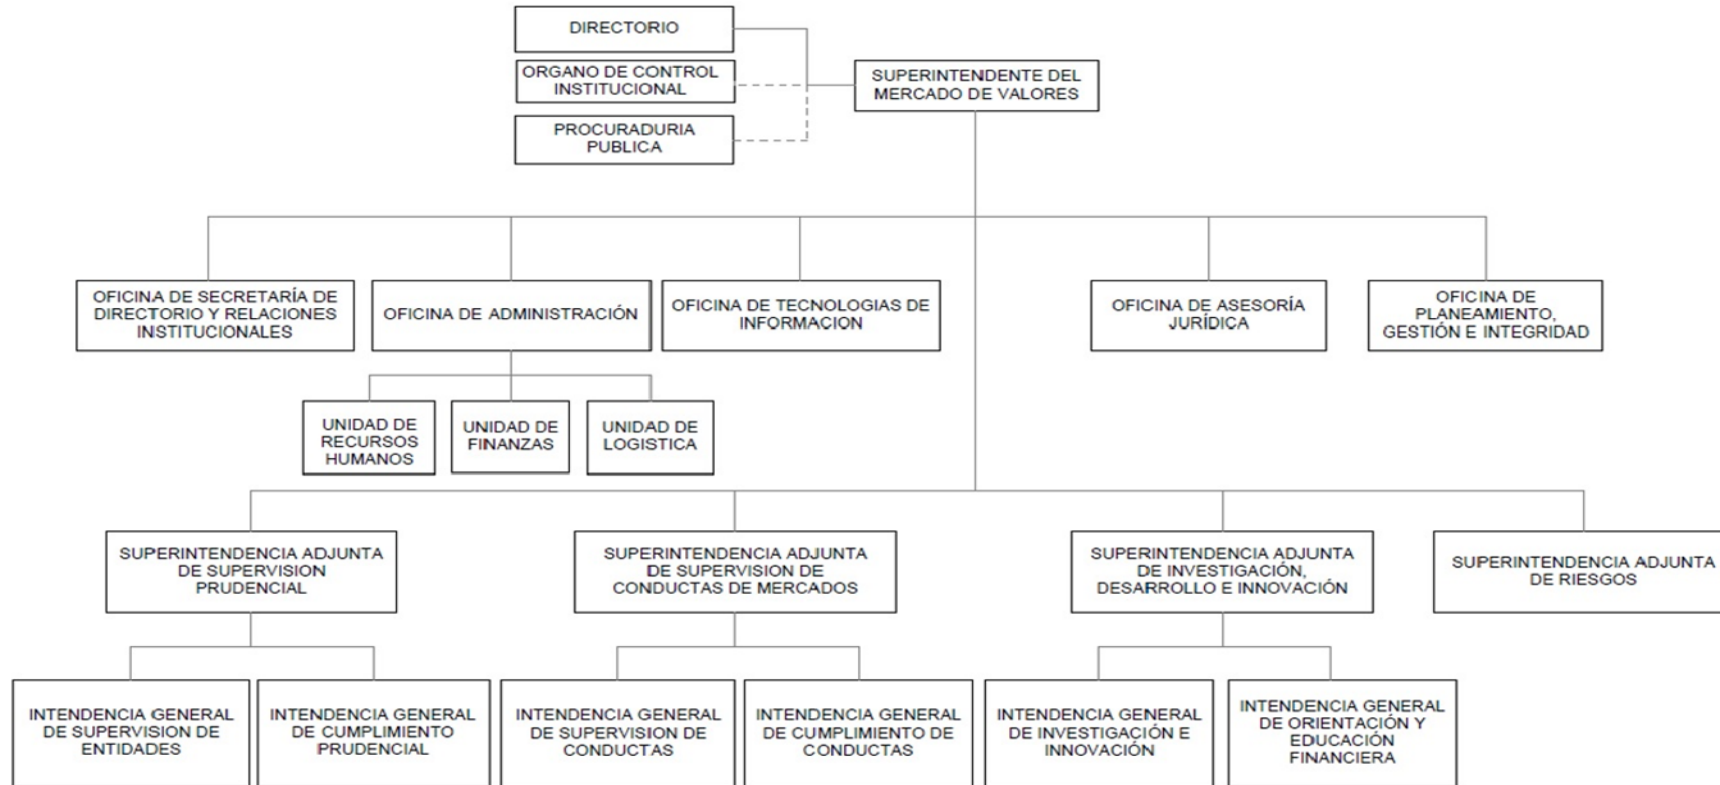 DIRECTORIO
ORGANO DE CONTROL
INSTITUCIONAL
PROCURADURIA
PUBLICA
SUPERINTENDENTE DEL
MERCADO DE VALORES
OFICINA DE SECRETARÍA DE
DIRECTORIO Y RELACIONES
INSTITUCIONALES
OFICINA DE ADMINISTRACIÓN
OFICINA DE TECNOLOGIAS DE
INFORMACION
OFICINA DE ASESORÍA
JURÍDICA
OFICINA DE
PLANEAMIENTO,
GESTIÓN E INTEGRIDAD
UNIDAD DE
RECURSOS
HUMANOS
UNIDAD DE
FINANZAS
UNIDAD DE
LOGISTICA
SUPERINTENDENCIA ADJUNTA
DE SUPERVISION
PRUDENCIAL
SUPERINTENDENCIA ADJUNTA
DE SUPERVISION DE
CONDUCTAS DE MERCADOS
SUPERINTENDENCIA ADJUNTA
DE INVESTIGACIÓN,
DESARROLLO E INNOVACIÓN
SUPERINTENDENCIA ADJUNTA
DE RIESGOS
INTENDENCIA GENERAL
DE SUPERVISION DE
ENTIDADES
INTENDENCIA GENERAL
DE CUMPLIMIENTO
PRUDENCIAL
INTENDENCIA GENERAL
DE SUPERVISION DE
CONDUCTAS
INTENDENCIA GENERAL
DE CUMPLIMIENTO DE
CONDUCTAS
INTENDENCIA GENERAL
DE INVESTIGACIÓN E
INNOVACIÓN
INTENDENCIA GENERAL
DE ORIENTACIÓN Y
EDUCACIÓN
FINANCIERA